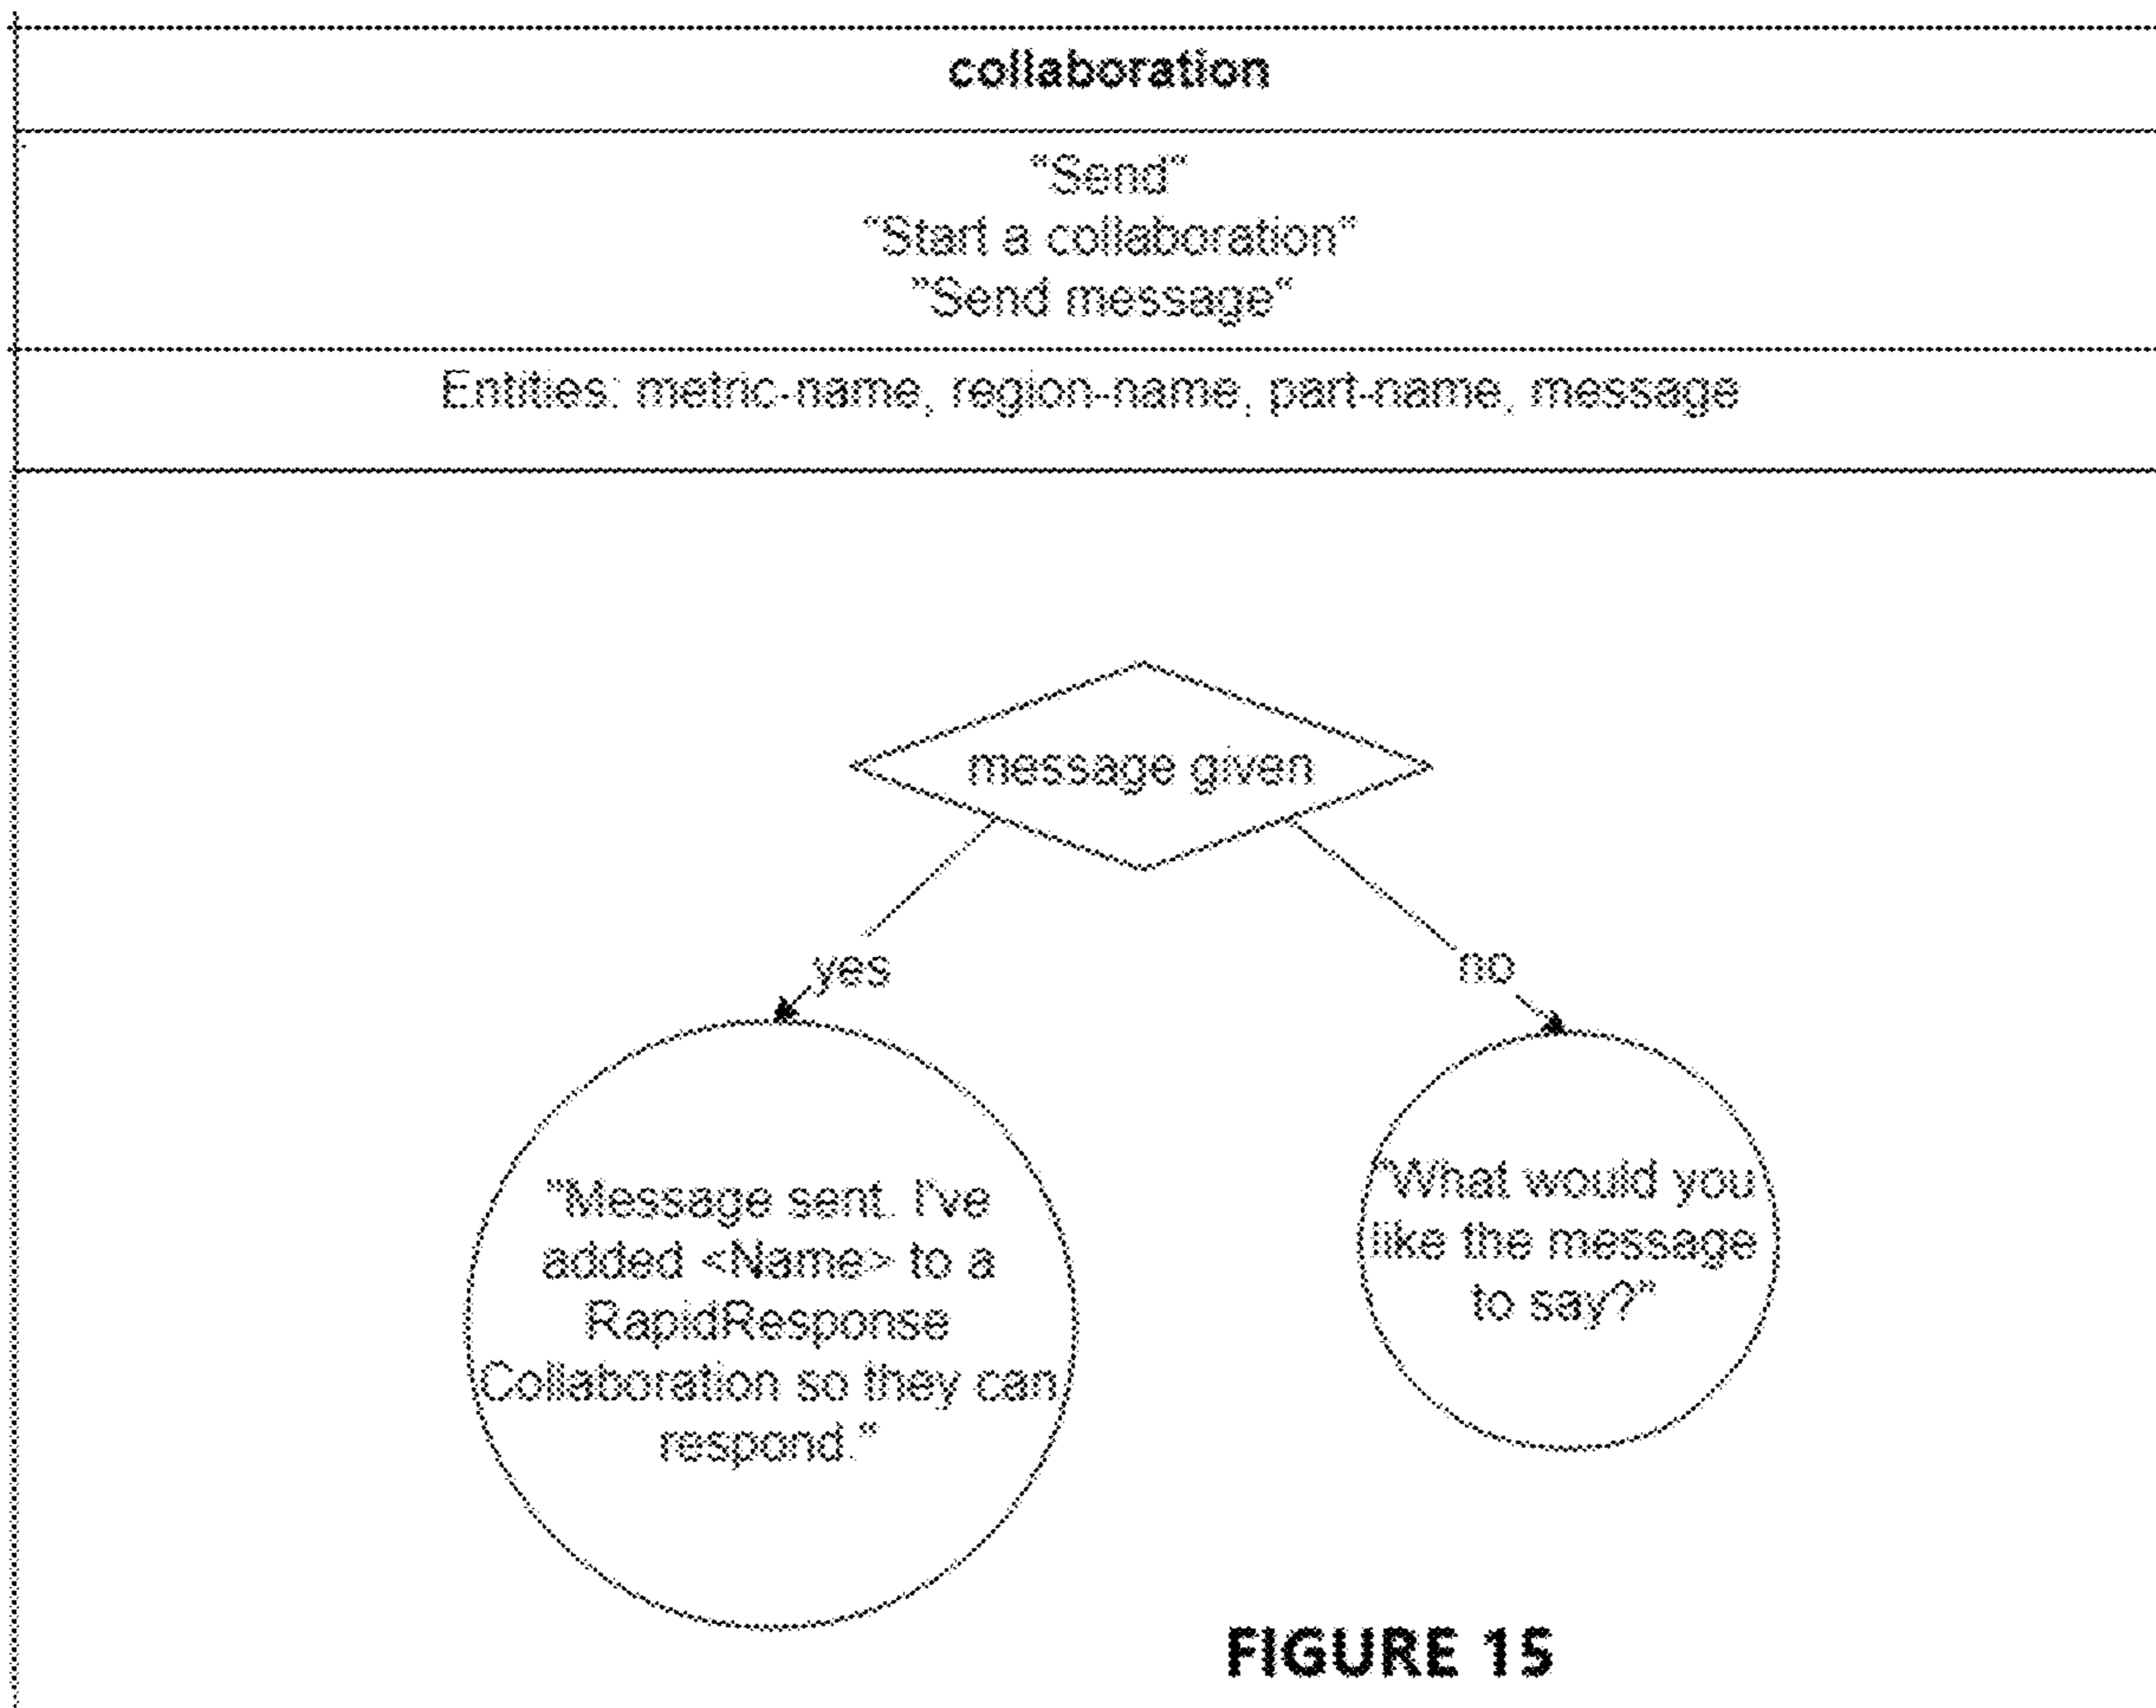 collaboration
"Send"
"Start a collaboration"
"Send message"
Entities: metric-name, region-name, part-name, message
message given
yes
no
"Message sent. I've
added <Name> to a
RapidResponse
Collaboration so they can
respond."
"What would you
like the message
to say?"
FIGURE 15